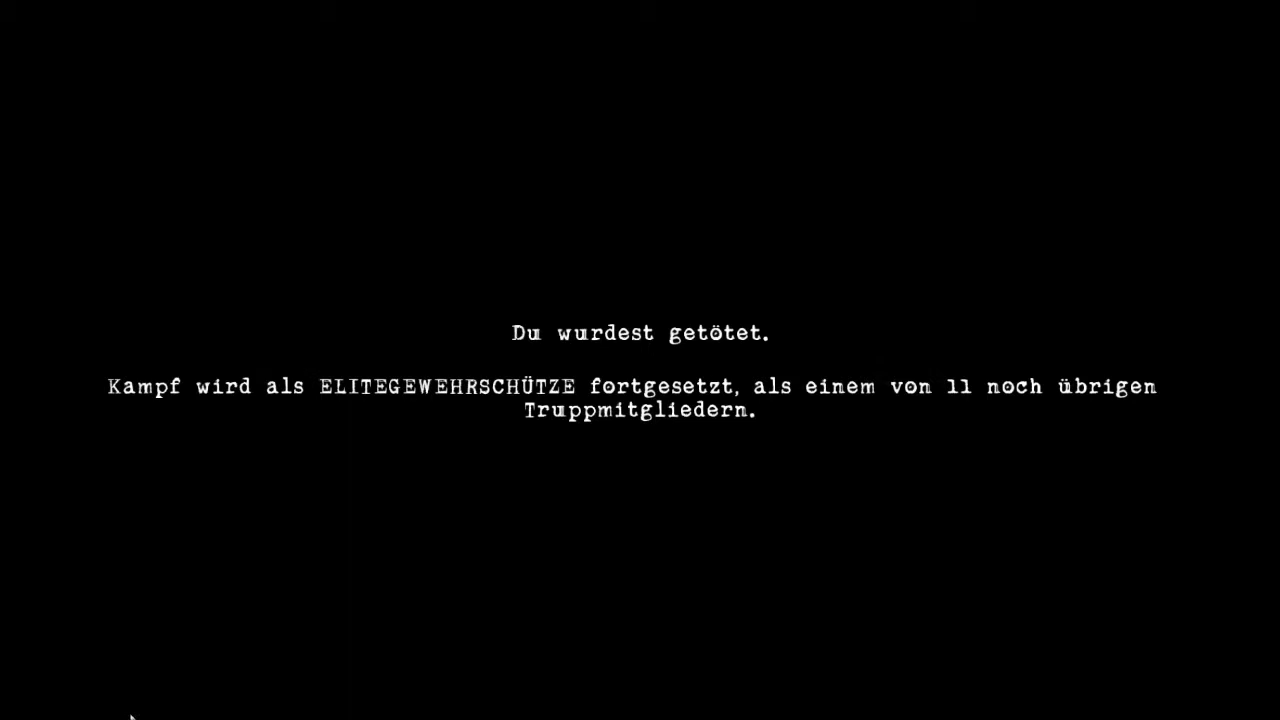 Du wurdest getötet.
Kampf wird als ELITEGEWEHRSCHÜTZE fortgesetzt, als einem von 11 noch übrigen
Truppmitgliedern.